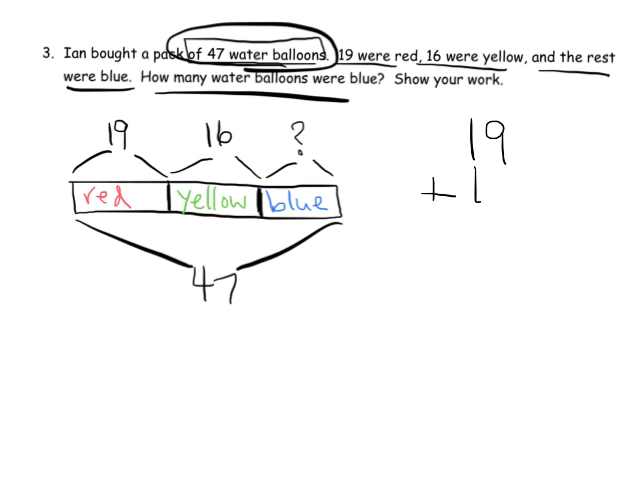 3. Ian bought a pack of 47 water balloons. 19 were red, 16 were yellow, and the rest
were blue. How many water balloons were blue? Show your work.
19 16 ?
red yellow blue
47
19
+ 1